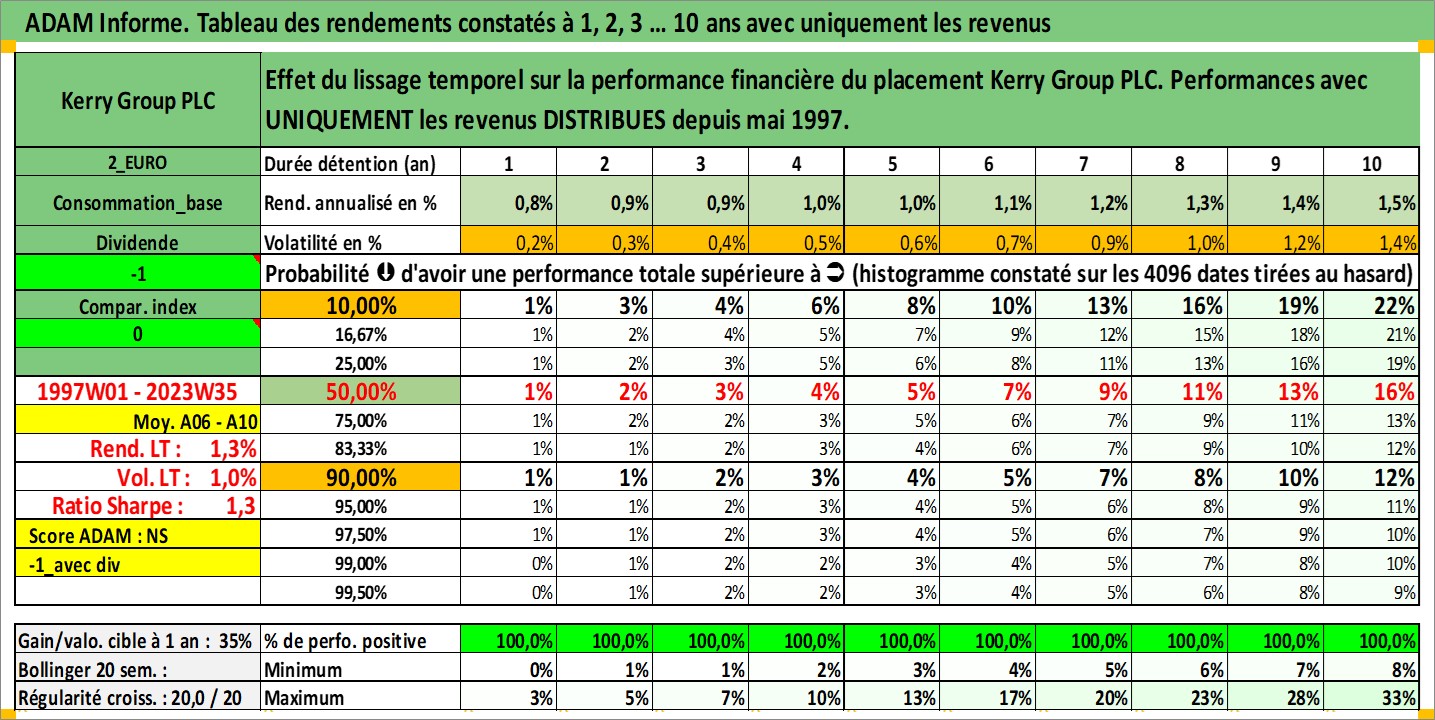 ADAM Informe. Tableau des rendements constatés à 1, 2, 3 ... 10 ans avec uniquement les revenus
Kerry Group PLC
Effet du lissage temporel sur la performance financière du placement Kerry Group PLC. Performances avec
UNIQUEMENT les revenus DISTRIBUES depuis mai 1997.
2_EURO Durée détention (an) 1 2 3 4 5 6 7 8 9 10
Consommation_base Rend. annualisé en % 0,8% 0,9% 0,9% 1,0% 1,0% 1,1% 1,2% 1,3% 1,4% 1,5%
Dividende Volatilité en % 0,2% 0,3% 0,4% 0,5% 0,6% 0,7% 0,9% 1,0% 1,2% 1,4%
-1 Probabilité d'avoir une performance totale supérieure à (histogramme constaté sur les 4096 dates tirées au hasard)
Compar. index 10,00% 1% 3% 4% 6% 8% 10% 13% 16% 19% 22%
0 16,67% 1% 2% 4% 5% 7% 9% 12% 15% 18% 21%
25,00% 1% 2% 3% 5% 6% 8% 11% 13% 16% 19%
1997W01 - 2023W35 50,00% 1% 2% 3% 4% 5% 7% 9% 11% 13% 16%
Moy. A06 - A10 75,00% 1% 2% 2% 3% 5% 6% 7% 9% 11% 13%
Rend. LT : 1,3% 83,33% 1% 1% 2% 3% 4% 6% 7% 9% 10% 12%
Vol. LT : 1,0% 90,00% 1% 1% 2% 3% 4% 5% 7% 8% 10% 12%
Ratio Sharpe : 1,3 95,00% 1% 1% 2% 3% 4% 5% 6% 8% 9% 11%
Score ADAM : NS 97,50% 1% 1% 2% 3% 4% 5% 6% 7% 9% 10%
-1_avec div 99,00% 0% 1% 2% 2% 3% 4% 5% 7% 8% 10%
99,50% 0% 1% 2% 2% 3% 4% 5% 6% 8% 9%
Gain/valo. cible à 1 an : 35% % de perfo. positive 100,0% 100,0% 100,0% 100,0% 100,0% 100,0% 100,0% 100,0% 100,0% 100,0%
Bollinger 20 sem. : Minimum 0% 1% 1% 2% 3% 4% 5% 6% 7% 8%
Régularité croiss. : 20,0 / 20 Maximum 3% 5% 7% 10% 13% 17% 20% 23% 28% 33%